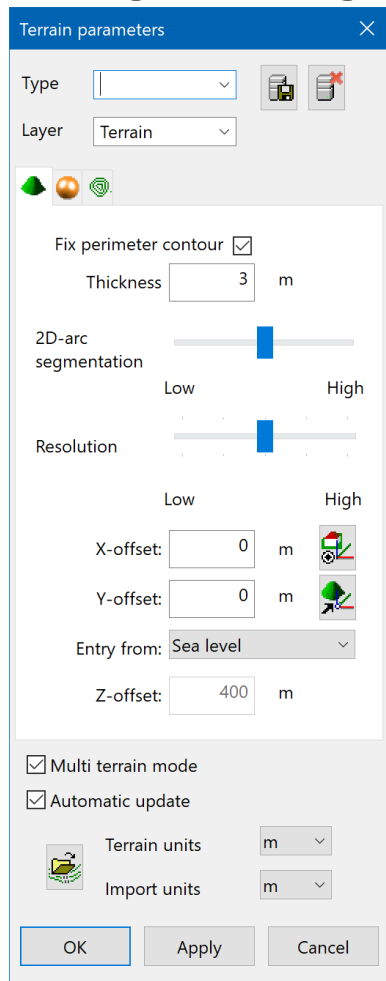 Terrain parameters
Type
Layer Terrain
Fix perimeter contour
Thickness 3 m
2D-arc
segmentation
Low High
Resolution
Low High
X-offset: 0 m
Y-offset: 0 m
Entry from: Sea level
Z-offset: 400 m
Multi terrain mode
Automatic update
Terrain units m
Import units m
OK Apply Cancel